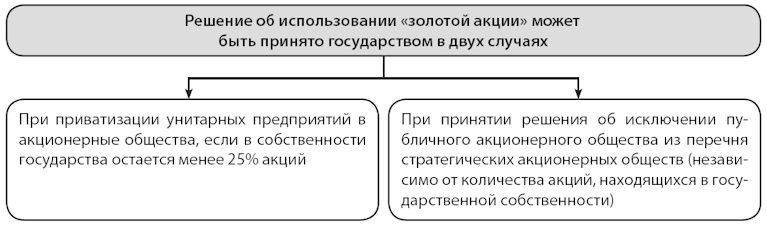 Решение об использовании «золотой акции» может
быть принято государством в двух случаях
При приватизации унитарных предприятий в
акционерные общества, если в собственности
государства остается менее 25% акций
При принятии решения об исключении пу-
бличного акционерного общества из перечня
стратегических акционерных обществ (незави-
симо от количества акций, находящихся в госу-
дарственной собственности)